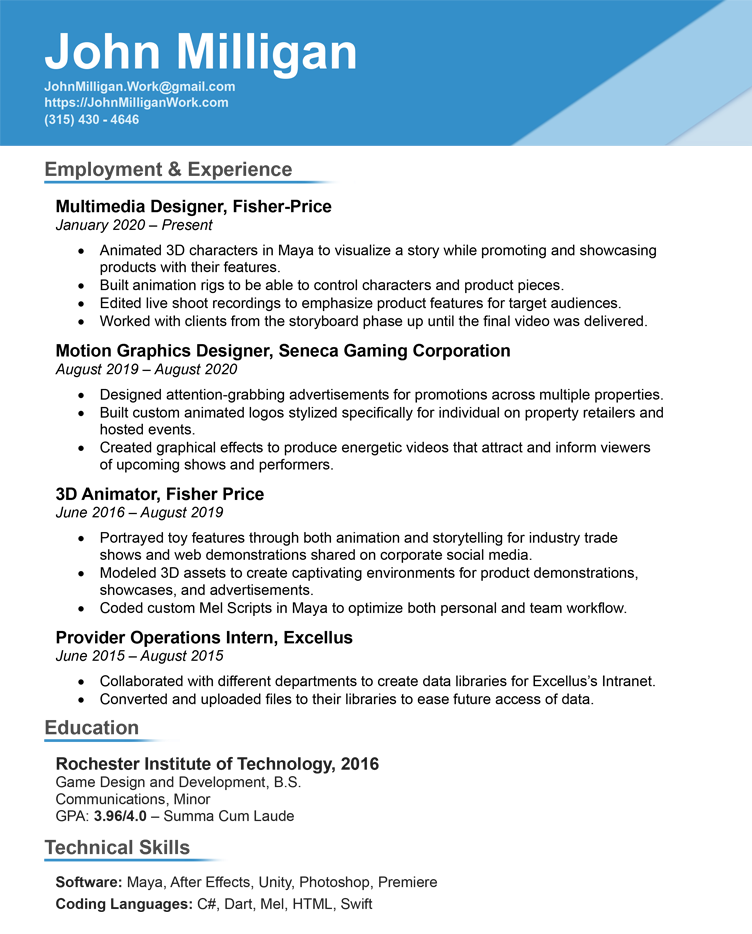 John Milligan
JohnMilligan.Work@gmail.com
https://JohnMilliganWork.com
(315) 430 - 4646
Employment & Experience
Multimedia Designer, Fisher-Price
January 2020 – Present
• Animated 3D characters in Maya to visualize a story while promoting and showcasing
products with their features.
• Built animation rigs to be able to control characters and product pieces.
• Edited live shoot recordings to emphasize product features for target audiences.
• Worked with clients from the storyboard phase up until the final video was delivered.
Motion Graphics Designer, Seneca Gaming Corporation
August 2019 – August 2020
• Designed attention-grabbing advertisements for promotions across multiple properties.
• Built custom animated logos stylized specifically for individual on property retailers and
hosted events.
• Created graphical effects to produce energetic videos that attract and inform viewers
of upcoming shows and performers.
3D Animator, Fisher Price
June 2016 – August 2019
• Portrayed toy features through both animation and storytelling for industry trade
shows and web demonstrations shared on corporate social media.
• Modeled 3D assets to create captivating environments for product demonstrations,
showcases, and advertisements.
• Coded custom Mel Scripts in Maya to optimize both personal and team workflow.
Provider Operations Intern, Excellus
June 2015 – August 2015
• Collaborated with different departments to create data libraries for Excellus’s Intranet.
• Converted and uploaded files to their libraries to ease future access of data.
Education
Rochester Institute of Technology, 2016
Game Design and Development, B.S.
Communications, Minor
GPA: 3.96/4.0 – Summa Cum Laude
Technical Skills
Software: Maya, After Effects, Unity, Photoshop, Premiere
Coding Languages: C#, Dart, Mel, HTML, Swift